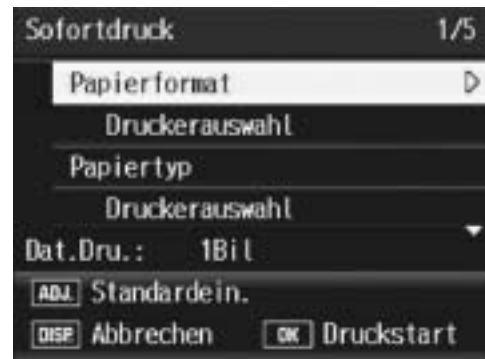 Sofortdruck 1/5
Papierformat
Druckerauswahl
Papiertyp
Druckerauswahl
Dat.Dru.: 1Bil
ADJ. Standardein.
DISP Abbrechen OK Druckstart